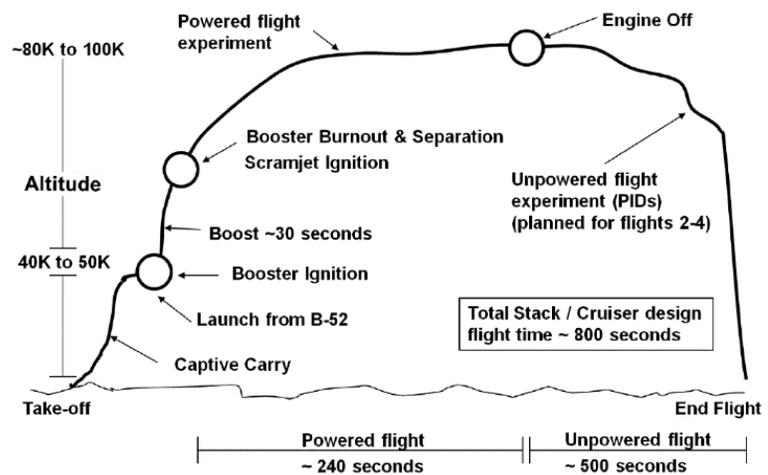 Powered flight
experiment
Engine Off
~80K to 100K
Booster Burnout & Separation
Scramjet Ignition
Altitude
Unpowered flight
experiment (PIDs)
(planned for flights 2-4)
Boost ~30 seconds
40K to 50K
Booster Ignition
Launch from B-52
Total Stack / Cruiser design
flight time ~ 800 seconds
Captive Carry
Take-off
End Flight
Powered flight
~ 240 seconds
Unpowered flight
~ 500 seconds